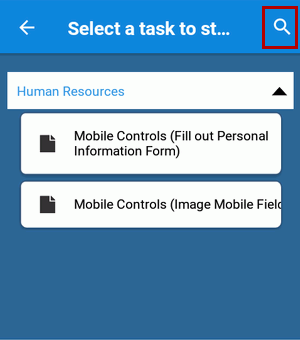 Select a task to st...
Human Resources
Mobile Controls (Fill out Personal
Information Form)
Mobile Controls (Image Mobile Field